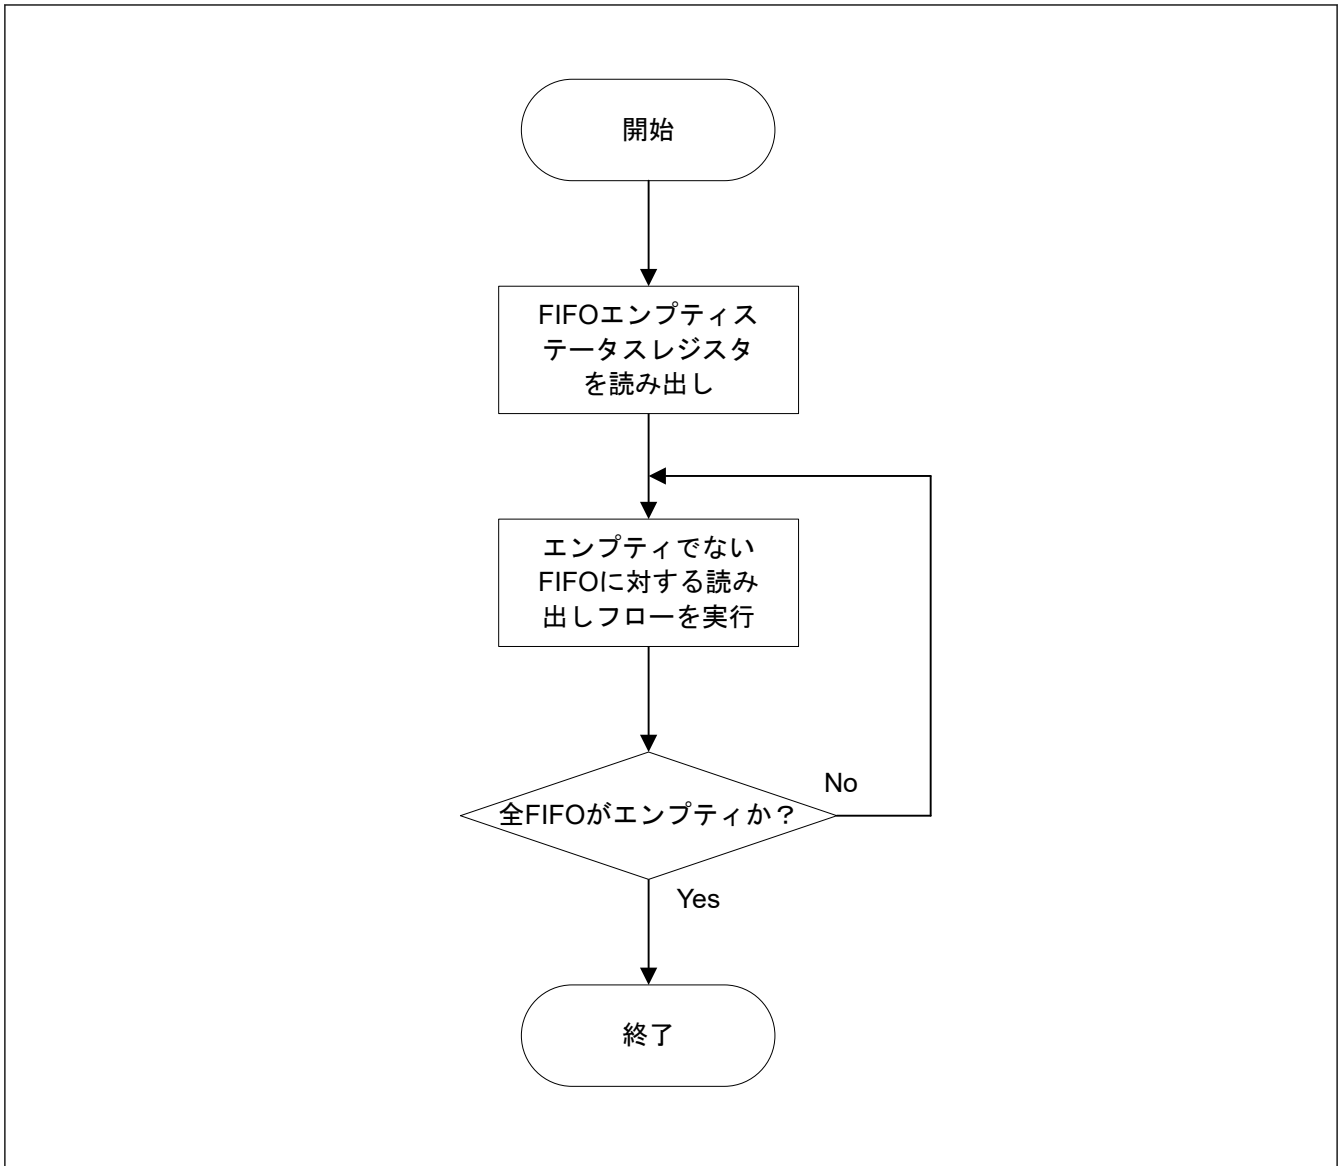 開始
FIFOエンプティス
テータスレジスタ
を読み出し
エンプティでない
FIFOに対する読み
出しフローを実行
全FIFOがエンプティか？
No
Yes
終了